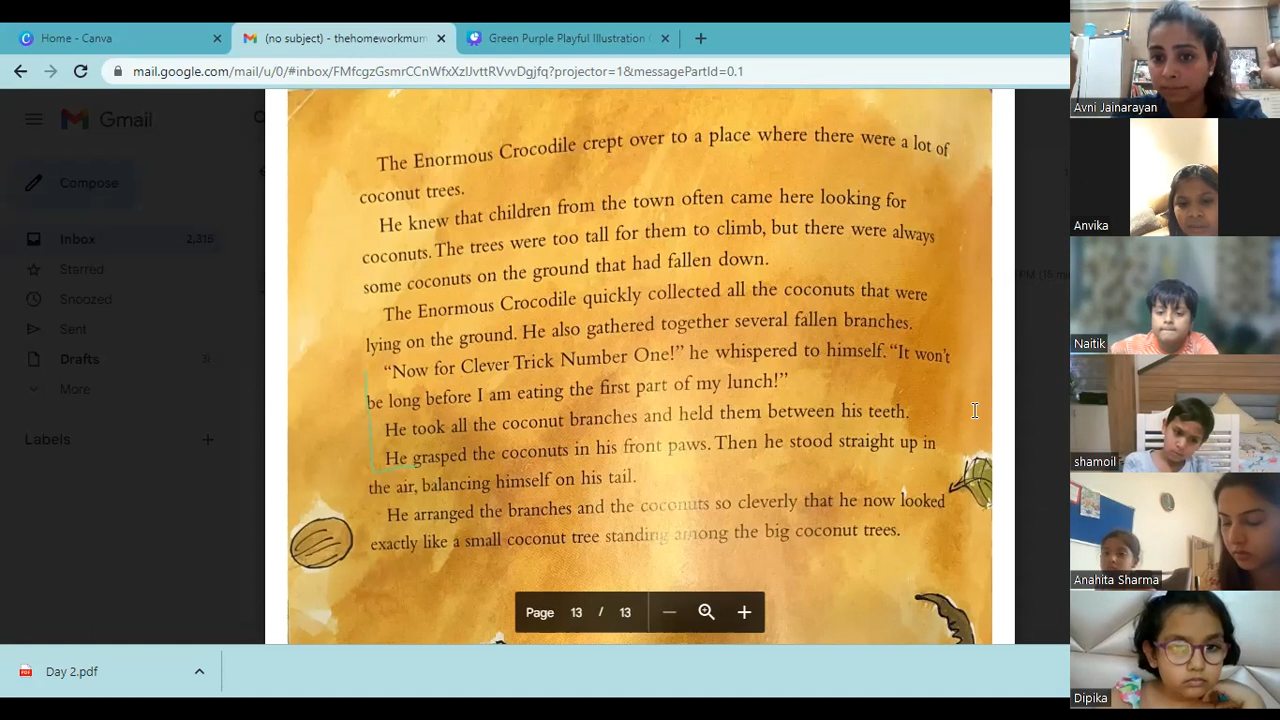 Home - Canva
(no subject) - thehomeworkmum
Green Purple Playful Illustration
mail.google.com/mail/u/0/#inbox/FMfcgzGsmrCCnWfxXzlJvttRVvvDgjfq?projector=1&messagePartId=0.1
Gmail
Compose
Inbox
2,315
Starred
Snoozed
Sent
Drafts
More
Labels
The Enormous Crocodile crept over to a place where there were a lot of
coconut trees.
He knew that children from the town often came here looking for
coconuts. The trees were too tall for them to climb, but there were always
some coconuts on the ground that had fallen down.
The Enormous Crocodile quickly collected all the coconuts that were
lying on the ground. He also gathered together several fallen branches.
“Now for Clever Trick Number One!” he whispered to himself. “It won't
be long before I am eating the first part of my lunch!”
He took all the coconut branches and held them between his teeth.
He grasped the coconuts in his front paws. Then he stood straight up in
the air, balancing himself on his tail.
He arranged the branches and the coconuts so cleverly that he now looked
exactly like a small coconut tree standing among the big coconut trees.
Page 13 / 13
Day 2.pdf
Avni Jainarayan
Anvika
Naitik
shamoil
Anahita Sharma
Dipika